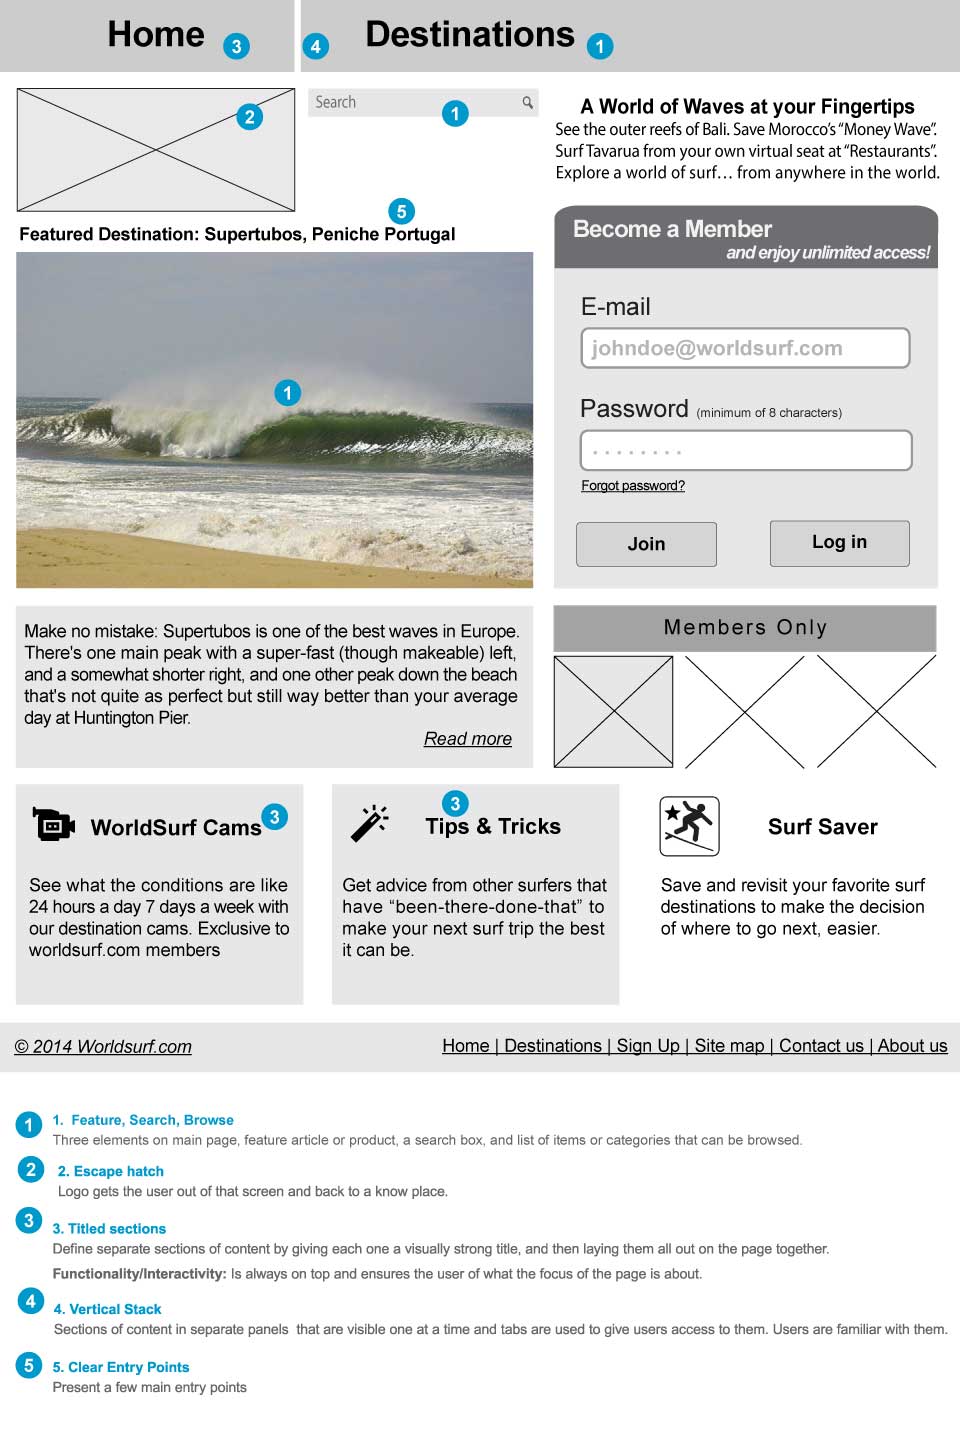 Home 3
4 Destinations 1
2
Search
1
A World of Waves at your Fingertips
See the outer reefs of Bali. Save Morocco's “Money Wave”.
Surf Tavarua from your own virtual seat at “Restaurants”.
Explore a world of surf… from anywhere in the world.
5
Featured Destination: Supertubos, Peniche Portugal
1
Become a Member
and enjoy unlimited access!
E-mail
johndoe@worldsurf.com
Password (minimum of 8 characters)
Forgot password?
Join
Log in
Make no mistake: Supertubos is one of the best waves in Europe.
There's one main peak with a super-fast (though makeable) left,
and a somewhat shorter right, and one other peak down the beach
that's not quite as perfect but still way better than your average
day at Huntington Pier.
Read more
Members Only
WorldSurf Cams 3
See what the conditions are like
24 hours a day 7 days a week with
our destination cams. Exclusive to
worldsurf.com members
3
Tips & Tricks
Get advice from other surfers that
have “been-there-done-that” to
make your next surf trip the best
it can be.
Surf Saver
Save and revisit your favorite surf
destinations to make the decision
of where to go next, easier.
© 2014 Worldsurf.com
Home | Destinations | Sign Up | Site map | Contact us | About us
1 1. Feature, Search, Browse
Three elements on main page, feature article or product, a search box, and list of items or categories that can be browsed.
2 2. Escape hatch
Logo gets the user out of that screen and back to a know place.
3 3. Titled sections
Define separate sections of content by giving each one a visually strong title, and then laying them all out on the page together.
Functionality/Interactivity: Is always on top and ensures the user of what the focus of the page is about.
4 4. Vertical Stack
Sections of content in separate panels that are visible one at a time and tabs are used to give users access to them. Users are familiar with them.
5 5. Clear Entry Points
Present a few main entry points